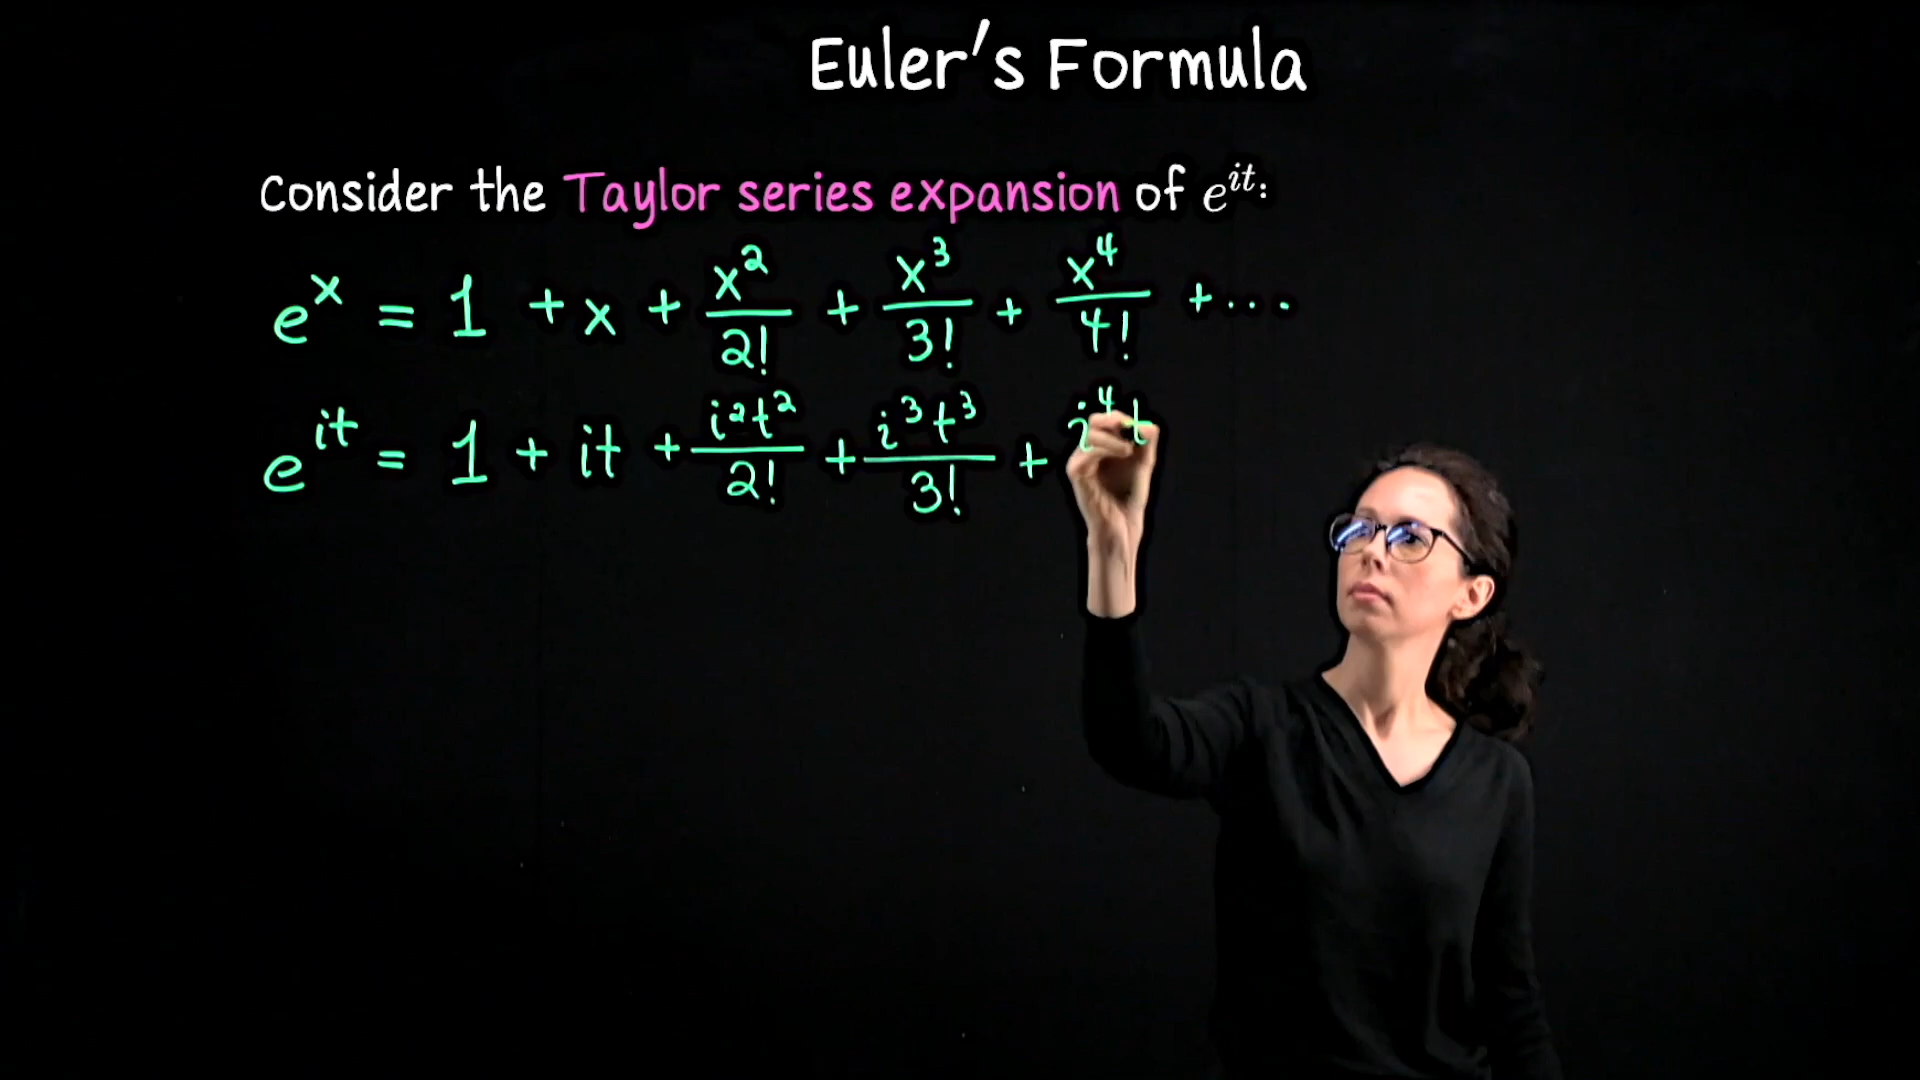 Euler's Formula
Consider the Taylor series expansion of e^{it}:
e^x = 1 + x + x^2/2! + x^3/3! + x^4/4! + ...
e^{it} = 1 + it + i^2t^2/2! + i^3t^3/3! + i^4t